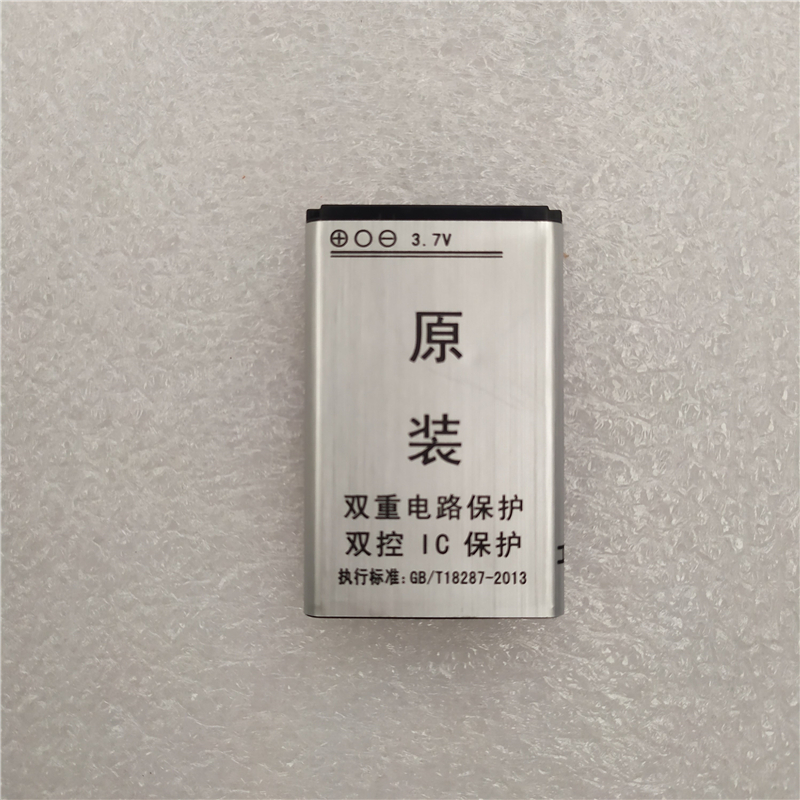 ⊕○⊖ 3.7V
原
装
双重电路保护
双控 IC 保护
执行标准:GB/T18287-2013